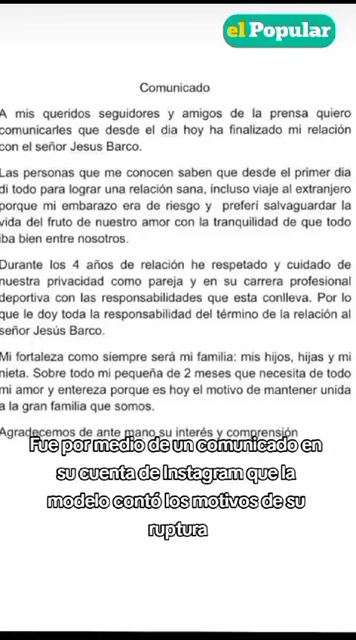 el Popular
Comunicado
A mis queridos seguidores y amigos de la prensa quiero
comunicarles que desde el día hoy ha finalizado mi relación
con el señor Jesus Barco.
Las personas que me conocen saben que desde el primer día
di todo para lograr una relación sana, incluso viaje al extranjero
porque mi embarazo era de riesgo y preferí salvaguardar la
vida del fruto de nuestro amor con la tranquilidad de que todo
iba bien entre nosotros.
Durante los 4 años de relación he respetado y cuidado de
nuestra privacidad como pareja y en su carrera profesional
deportiva con las responsabilidades que esta conlleva. Por lo
que le doy toda la responsabilidad del término de la relación al
señor Jesús Barco.
Mi fortaleza como siempre será mi familia: mis hijos, hijas y mi
nieta. Sobre todo mi pequeña de 2 meses que necesita de todo
mi amor y entereza porque es hoy el motivo de mantener unida
a la gran familia que somos.
Agradecemos de ante mano su interés y comprensión
Fue por medio de un comunicado en
su cuenta de Instagram que la
modelo contó los motivos de su
ruptura